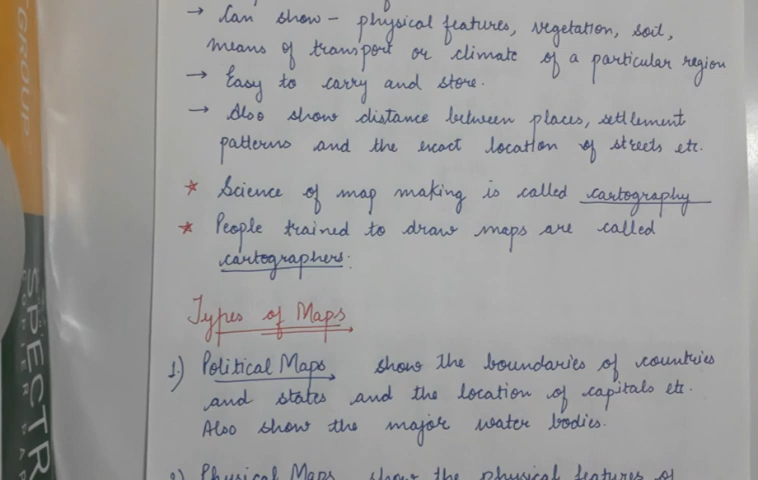 → Can show - physical features, vegetation, soil,
means of transport or climate of a particular region
→ Easy to carry and store.
→ Also show distance between places, settlement
patterns and the exact location of streets etc.
* Science of map making is called cartography
* People trained to draw maps are called
cartographers.
Types of Maps
1.) Political Maps show the boundaries of countries
and states and the location of capitals etc.
Also show the major water bodies.
2) Physical Maps show the physical features of
GROUP
SPECTR